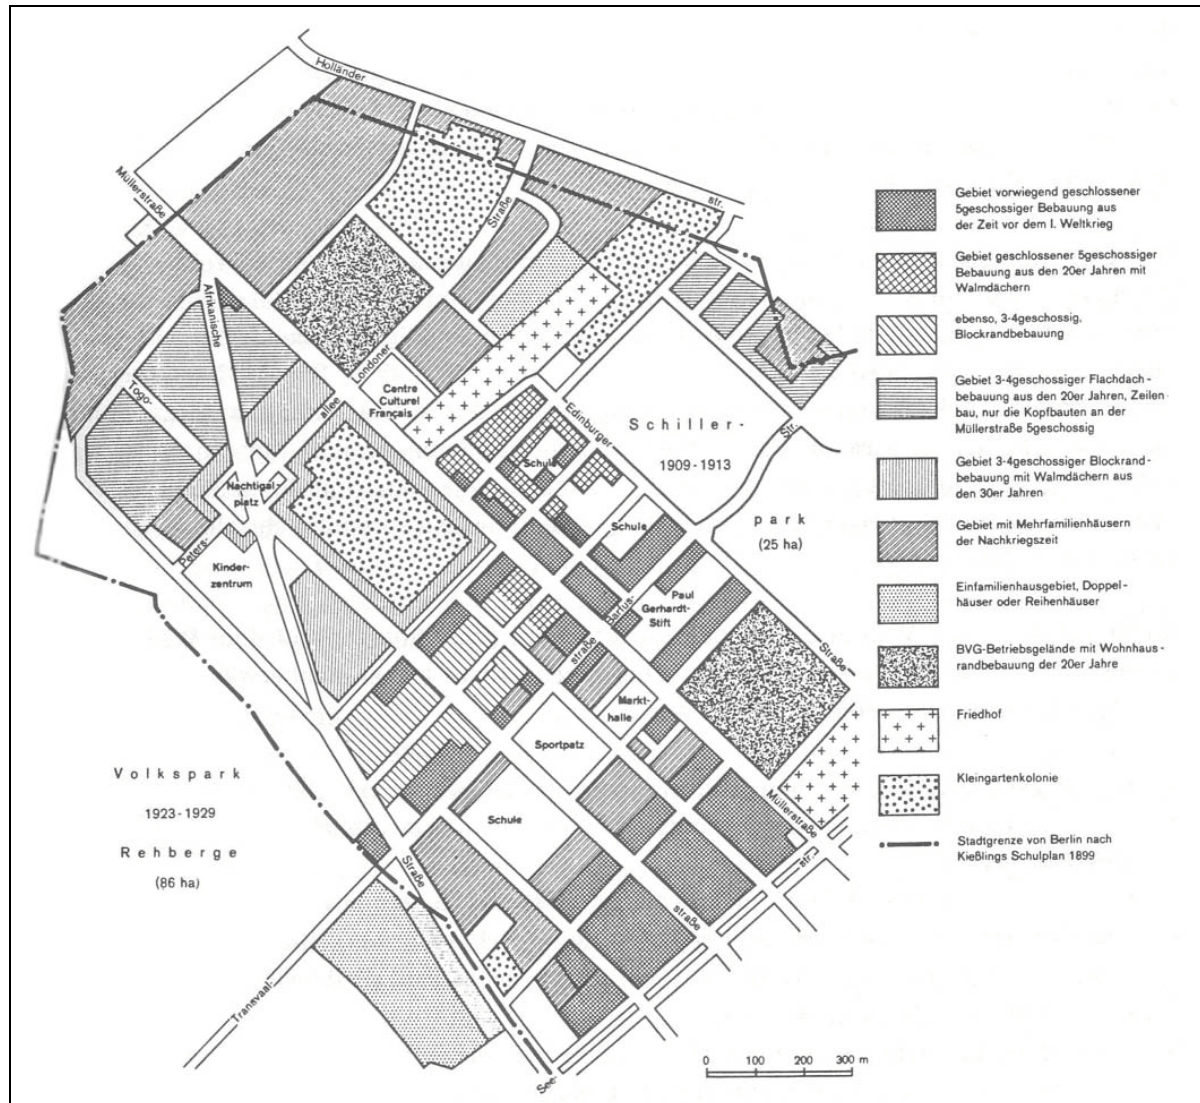 Holländer
str.
Müllerstraße
Straße
Afrikanische
Londoner
Togo-
allee
Centre
Culturel
Français
Edinburger
Schiller-
1909-1913
Str.
park
(25 ha)
Schule
Nachtigal-
platz
Peters-
Kinder-
zentrum
Schule
Barfus-
straße
Paul
Gerhardt-
Stift
Straße
Markt-
halle
Sportpatz
Schule
Müllerstraße
str.
straße
Volkspark
1923-1929
Rehberge
(86 ha)
Straße
Transvaal-
See-
0 100 200 300 m
Gebiet vorwiegend geschlossener
5geschossiger Bebauung aus
der Zeit vor dem I. Weltkrieg
Gebiet geschlossener 5geschossiger
Bebauung aus den 20er Jahren mit
Walmdächern
ebenso, 3-4geschossig,
Blockrandbebauung
Gebiet 3-4geschossiger Flachdach-
bebauung aus den 20er Jahren, Zeilen-
bau, nur die Kopfbauten an der
Müllerstraße 5geschossig
Gebiet 3-4geschossiger Blockrand-
bebauung mit Walmdächern aus
den 30er Jahren
Gebiet mit Mehrfamilienhäusern
der Nachkriegszeit
Einfamilienhausgebiet, Doppel-
häuser oder Reihenhäuser
BVG-Betriebsgelände mit Wohnhaus-
randbebauung der 20er Jahre
Friedhof
Kleingartenkolonie
Stadtgrenze von Berlin nach
Kießlings Schulplan 1899